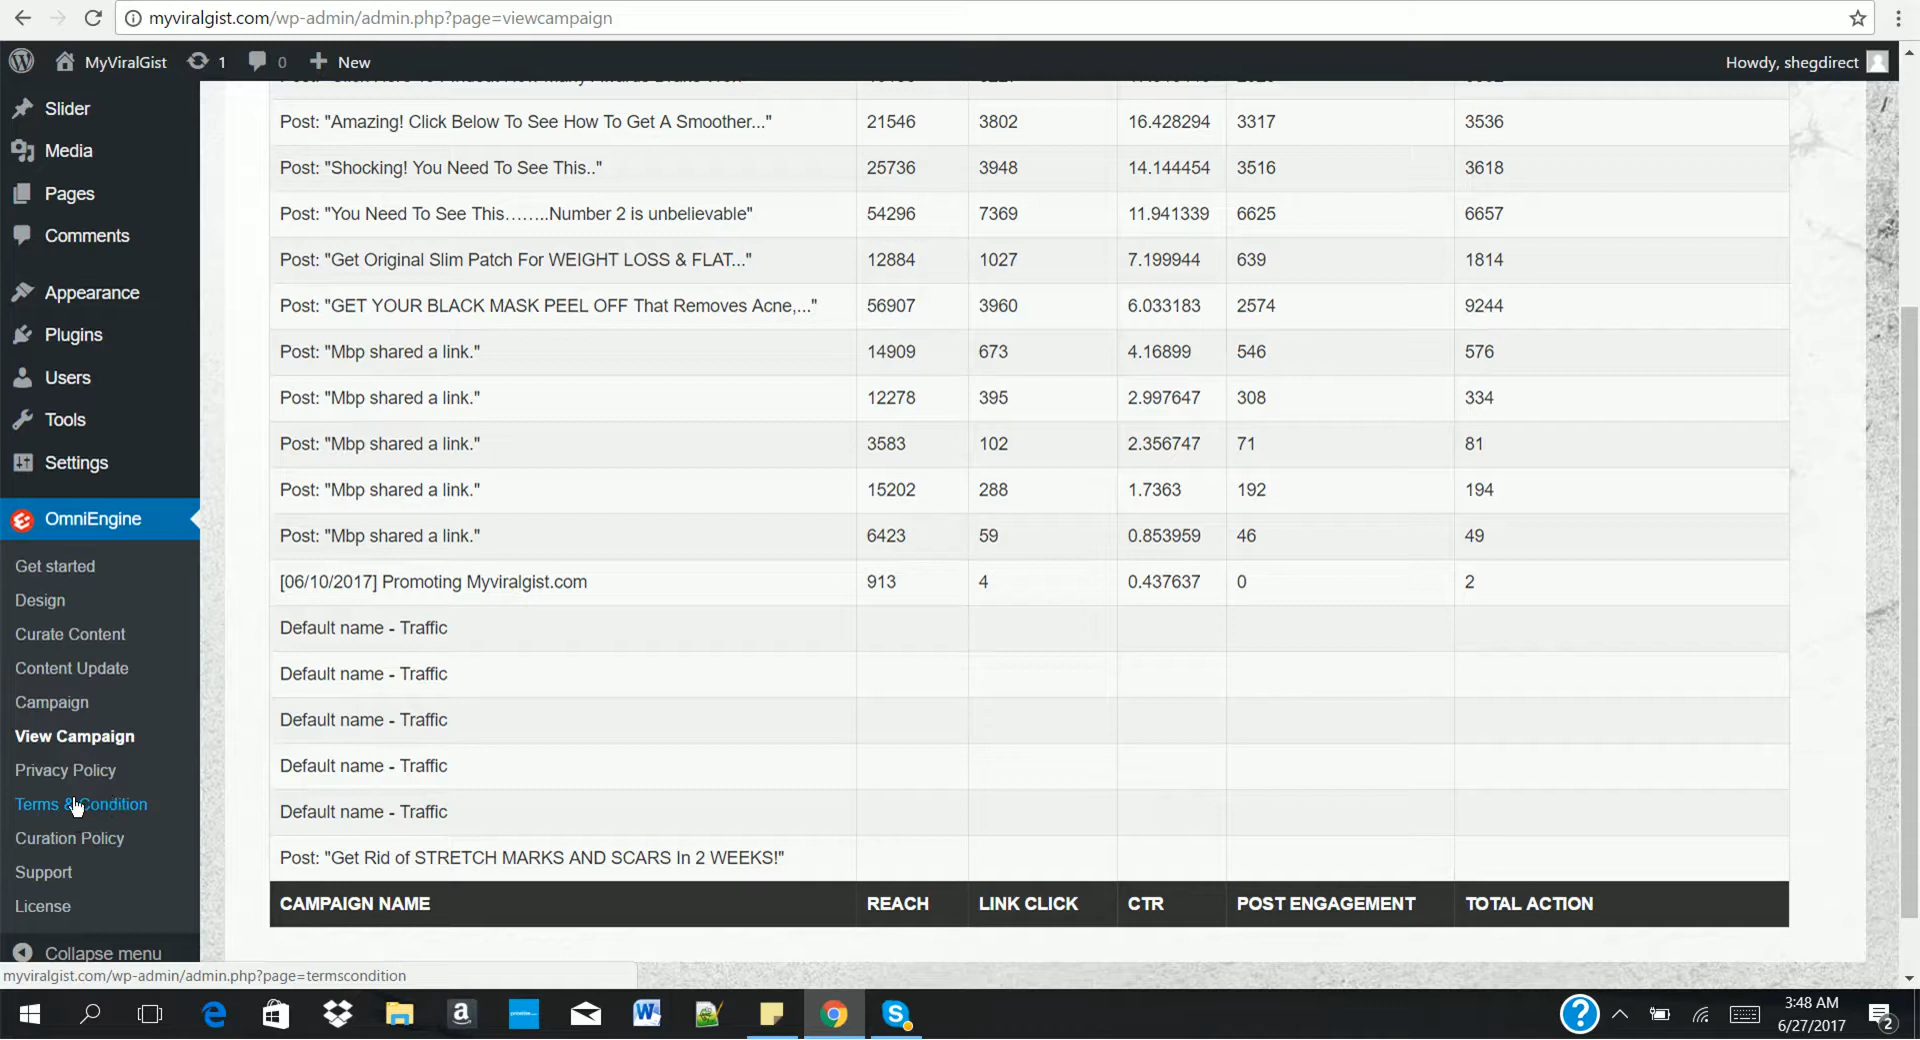 myviralgist.com/wp-admin/admin.php?page=viewcampaign
MyViralGist 1 0 New Howdy, shegdirect
Slider
Media
Pages
Comments
Appearance
Plugins
Users
Tools
Settings
OmniEngine
Get started
Design
Curate Content
Content Update
Campaign
View Campaign
Privacy Policy
Terms & Condition
Curation Policy
Support
License
Collapse menu
Post: "Amazing! Click Below To See How To Get A Smoother..." 21546 3802 16.428294 3317 3536
Post: "Shocking! You Need To See This.." 25736 3948 14.144454 3516 3618
Post: "You Need To See This……..Number 2 is unbelievable" 54296 7369 11.941339 6625 6657
Post: "Get Original Slim Patch For WEIGHT LOSS & FLAT..." 12884 1027 7.199944 639 1814
Post: "GET YOUR BLACK MASK PEEL OFF That Removes Acne,..." 56907 3960 6.033183 2574 9244
Post: "Mbp shared a link." 14909 673 4.16899 546 576
Post: "Mbp shared a link." 12278 395 2.997647 308 334
Post: "Mbp shared a link." 3583 102 2.356747 71 81
Post: "Mbp shared a link." 15202 288 1.7363 192 194
Post: "Mbp shared a link." 6423 59 0.853959 46 49
[06/10/2017] Promoting Myviralgist.com 913 4 0.437637 0 2
Default name - Traffic
Default name - Traffic
Default name - Traffic
Default name - Traffic
Default name - Traffic
Post: "Get Rid of STRETCH MARKS AND SCARS In 2 WEEKS!"
CAMPAIGN NAME REACH LINK CLICK CTR POST ENGAGEMENT TOTAL ACTION
myviralgist.com/wp-admin/admin.php?page=termscondition
3:48 AM
6/27/2017
2